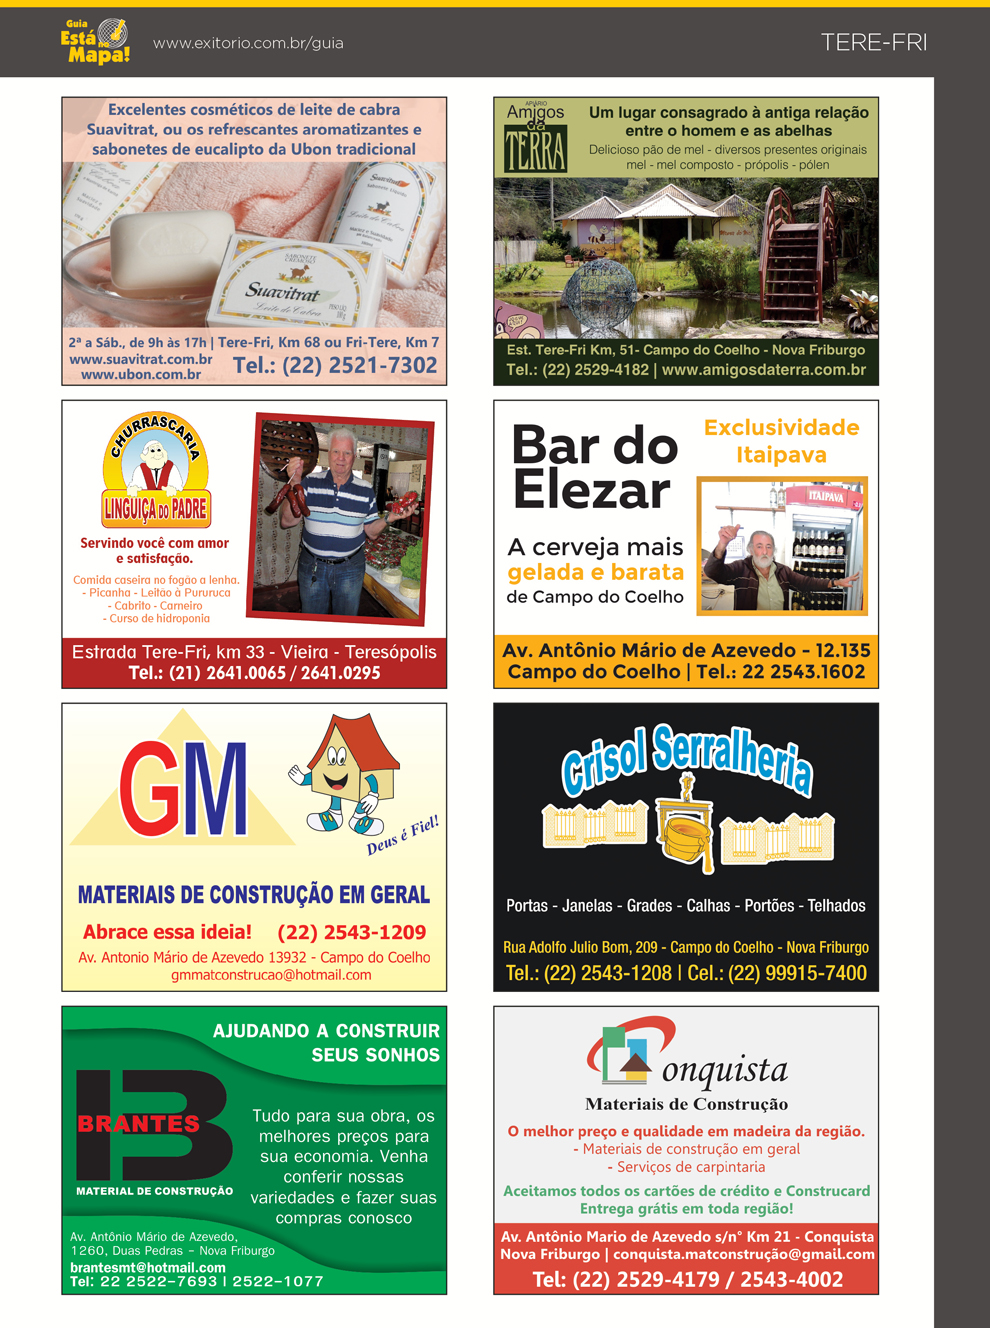 Guia
Está no
Mapa!
www.exitorio.com.br/guia
TERE-FRI
Excelentes cosméticos de leite de cabra
Suavitrat, ou os refrescantes aromatizantes e
sabonetes de eucalipto da Ubon tradicional
Suavitrat
Leite de Cabra
SABONETE
CREMOSO
Suavitrat
Leite de Cabra
2ª a Sáb., de 9h às 17h | Tere-Fri, Km 68 ou Fri-Tere, Km 7
www.suavitrat.com.br
www.ubon.com.br
Tel.: (22) 2521-7302
APIÁRIO
Amigos
da
TERRA
Um lugar consagrado à antiga relação
entre o homem e as abelhas
Delicioso pão de mel - diversos presentes originais
mel - mel composto - própolis - pólen
Est. Tere-Fri Km, 51- Campo do Coelho - Nova Friburgo
Tel.: (22) 2529-4182 | www.amigosdaterra.com.br
CHURRASCARIA
LINGUIÇA DO PADRE
Servindo você com amor
e satisfação.
Comida caseira no fogão a lenha.
- Picanha - Leitão à Pururuca
- Cabrito - Carneiro
- Curso de hidroponia
Estrada Tere-Fri, km 33 - Vieira - Teresópolis
Tel.: (21) 2641.0065 / 2641.0295
Bar do
Elezar
Exclusividade
Itaipava
ITAIPAVA
A cerveja mais
gelada e barata
de Campo do Coelho
Av. Antônio Mário de Azevedo - 12.135
Campo do Coelho | Tel.: 22 2543.1602
GM
Deus é Fiel!
MATERIAIS DE CONSTRUÇÃO EM GERAL
Abrace essa ideia! (22) 2543-1209
Av. Antonio Mário de Azevedo 13932 - Campo do Coelho
gmmatconstrucao@hotmail.com
Crisol Serralheria
Portas - Janelas - Grades - Calhas - Portões - Telhados
Rua Adolfo Julio Bom, 209 - Campo do Coelho - Nova Friburgo
Tel.: (22) 2543-1208 | Cel.: (22) 99915-7400
AJUDANDO A CONSTRUIR
SEUS SONHOS
B
BRANTES
MATERIAL DE CONSTRUÇÃO
Tudo para sua obra, os
melhores preços para
sua economia. Venha
conferir nossas
variedades e fazer suas
compras conosco
Av. Antônio Mário de Azevedo,
1260, Duas Pedras – Nova Friburgo
brantesmt@hotmail.com
Tel: 22 2522-7693 | 2522-1077
Conquista
Materiais de Construção
O melhor preço e qualidade em madeira da região.
- Materiais de construção em geral
- Serviços de carpintaria
Aceitamos todos os cartões de crédito e Construcard
Entrega grátis em toda região!
Av. Antônio Mario de Azevedo s/n° Km 21 - Conquista
Nova Friburgo | conquista.matconstrução@gmail.com
Tel: (22) 2529-4179 / 2543-4002